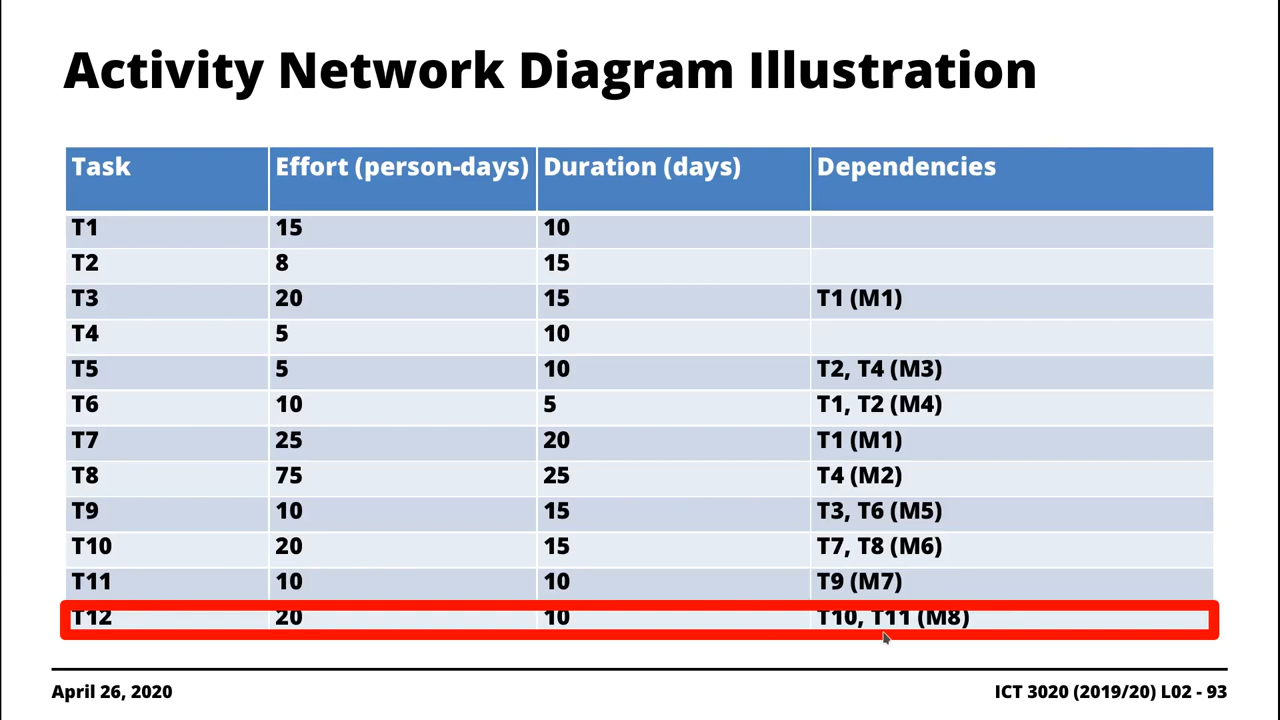 Activity Network Diagram Illustration
Task Effort (person-days) Duration (days) Dependencies
T1 15 10
T2 8 15
T3 20 15 T1 (M1)
T4 5 10
T5 5 10 T2, T4 (M3)
T6 10 5 T1, T2 (M4)
T7 25 20 T1 (M1)
T8 75 25 T4 (M2)
T9 10 15 T3, T6 (M5)
T10 20 15 T7, T8 (M6)
T11 10 10 T9 (M7)
T12 20 10 T10, T11 (M8)
April 26, 2020 ICT 3020 (2019/20) L02 - 93